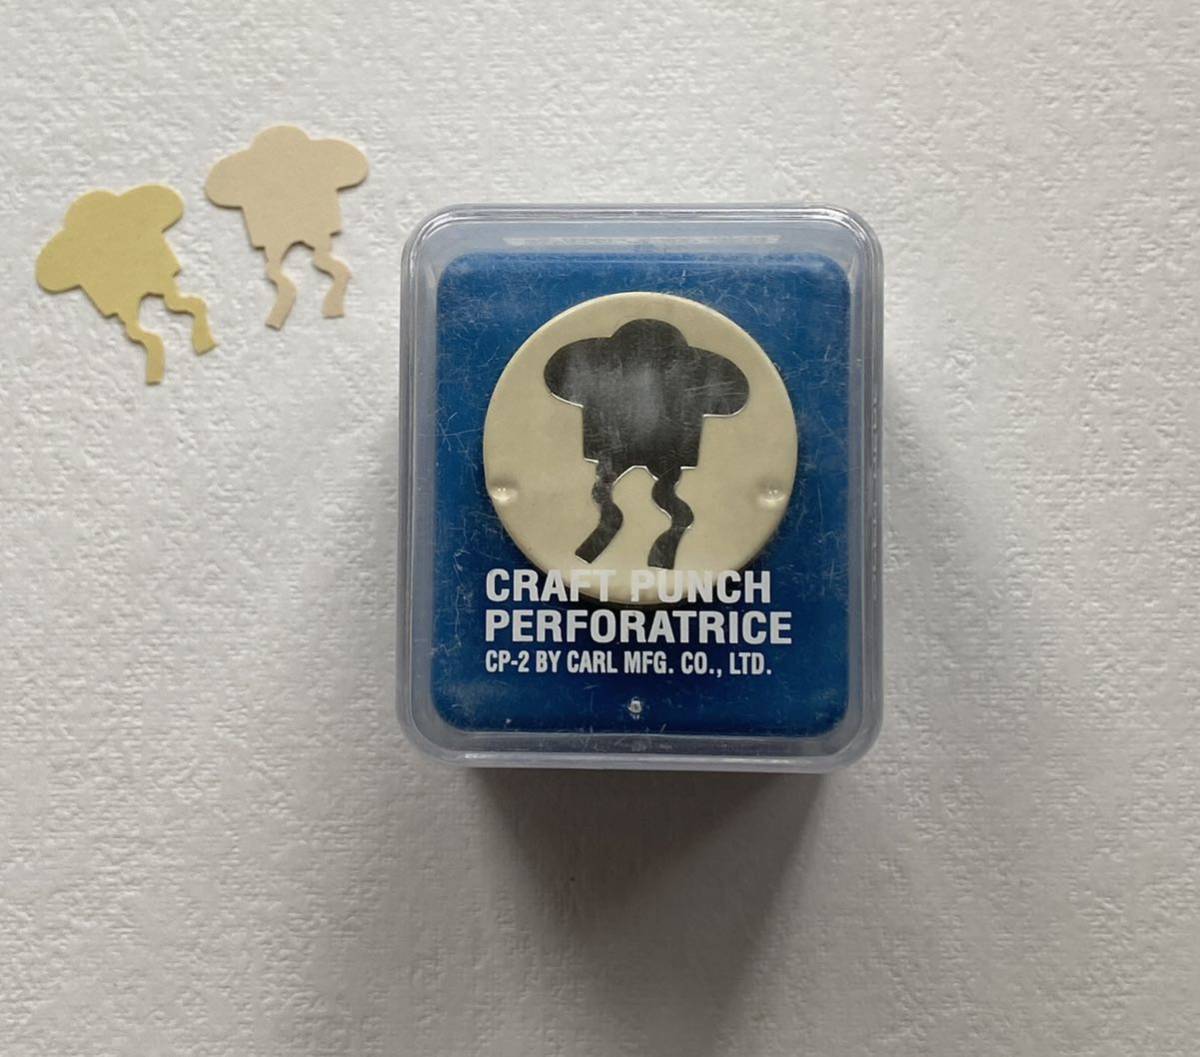 CRAFT PUNCH
PERFORATRICE
CP-2 BY CARL MFG. CO., LTD.